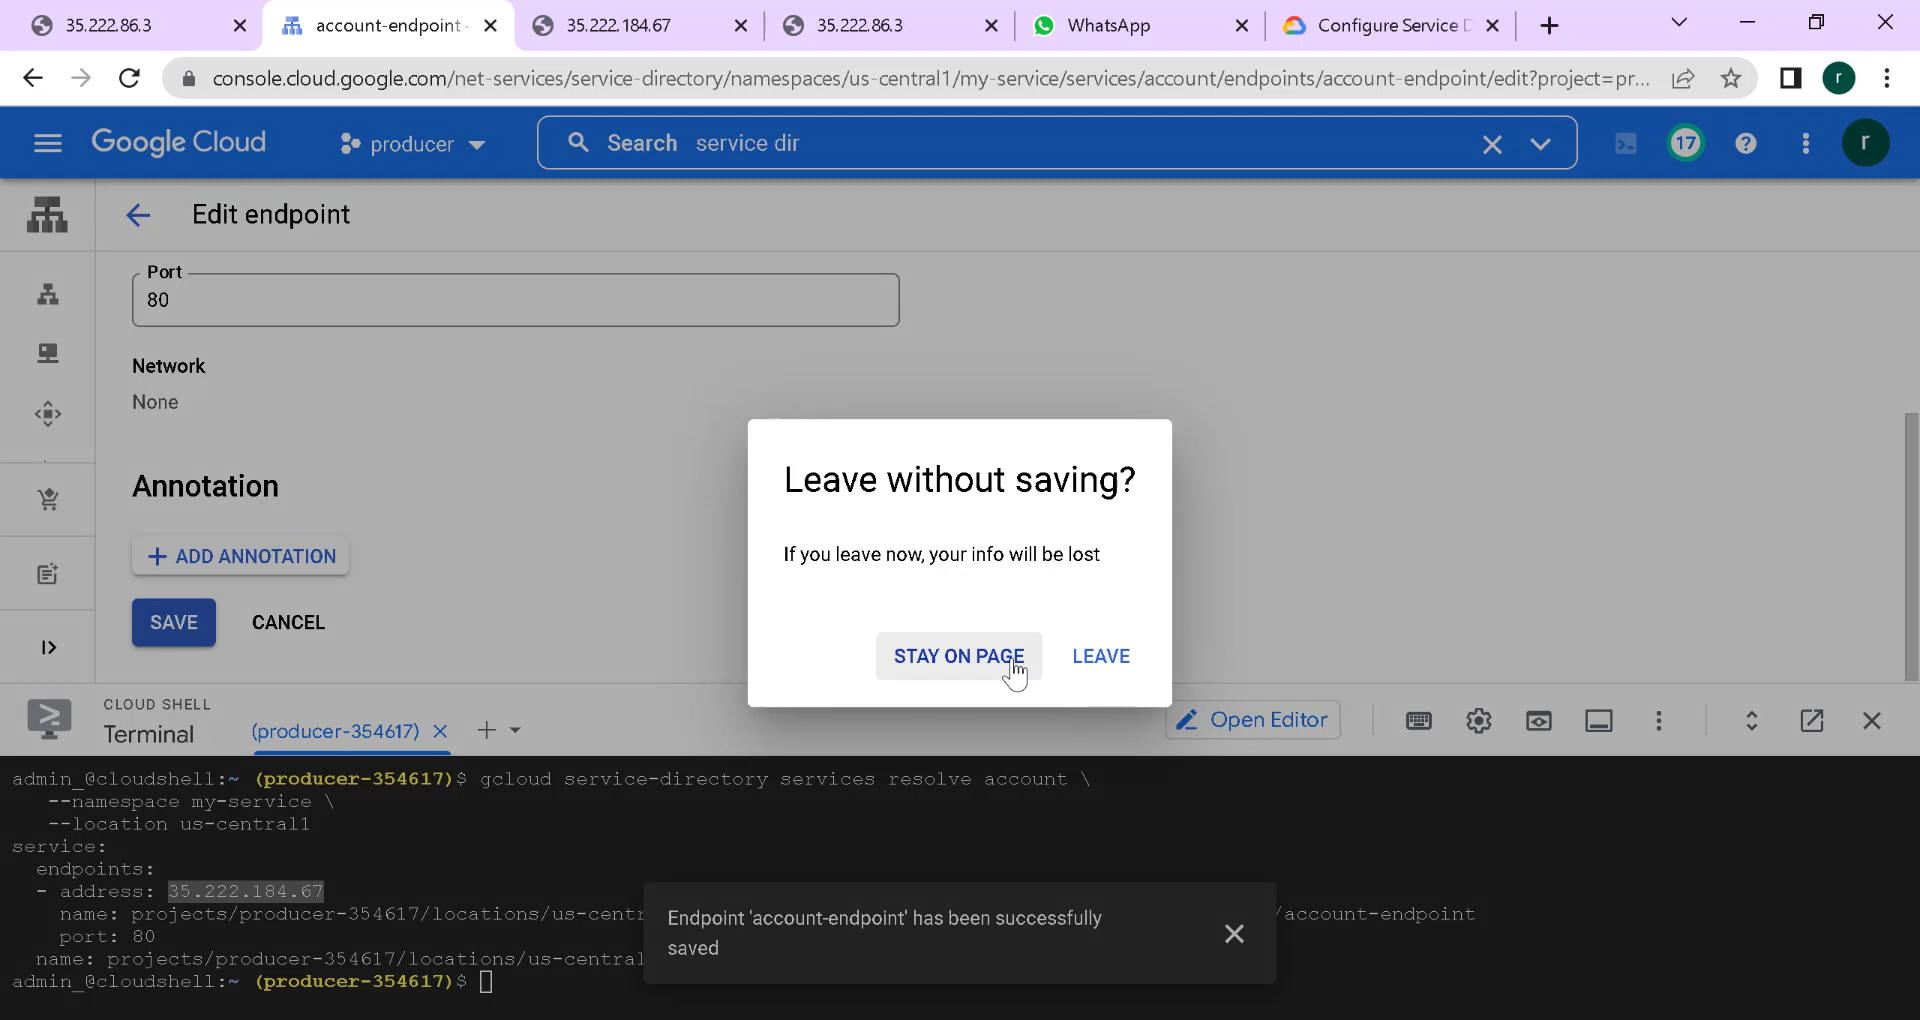 35.222.86.3
account-endpoint -
35.222.184.67
35.222.86.3
WhatsApp
Configure Service D
console.cloud.google.com/net-services/service-directory/namespaces/us-central1/my-service/services/account/endpoints/account-endpoint/edit?project=pr...
r
Google Cloud
producer
Search service dir
17
r
Edit endpoint
Port
80
Network
None
Annotation
ADD ANNOTATION
SAVE
CANCEL
Leave without saving?
If you leave now, your info will be lost
STAY ON PAGE
LEAVE
CLOUD SHELL
Terminal
(producer-354617)
Open Editor
admin_@cloudshell:~ (producer-354617)$ gcloud service-directory services resolve account \
--namespace my-service \
--location us-central1
service:
endpoints:
- address: 35.222.184.67
name: projects/producer-354617/locations/us-centr
/account-endpoint
port: 80
name: projects/producer-354617/locations/us-central
admin_@cloudshell:~ (producer-354617)$
Endpoint 'account-endpoint' has been successfully
saved